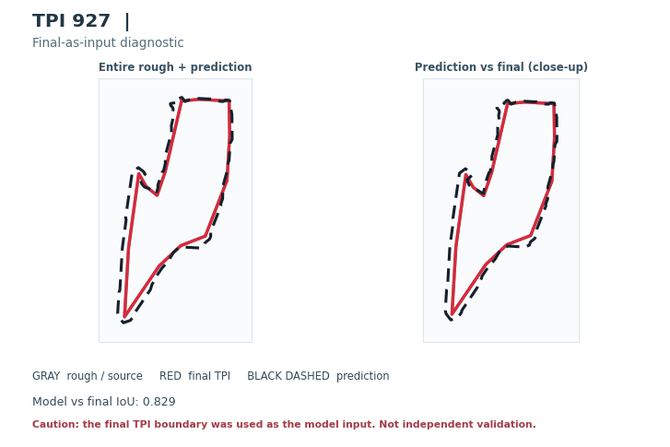 TPI 927 |
Final-as-input diagnostic
Entire rough + prediction
Prediction vs final (close-up)
GRAY rough / source RED final TPI BLACK DASHED prediction
Model vs final IoU: 0.829
Caution: the final TPI boundary was used as the model input. Not independent validation.